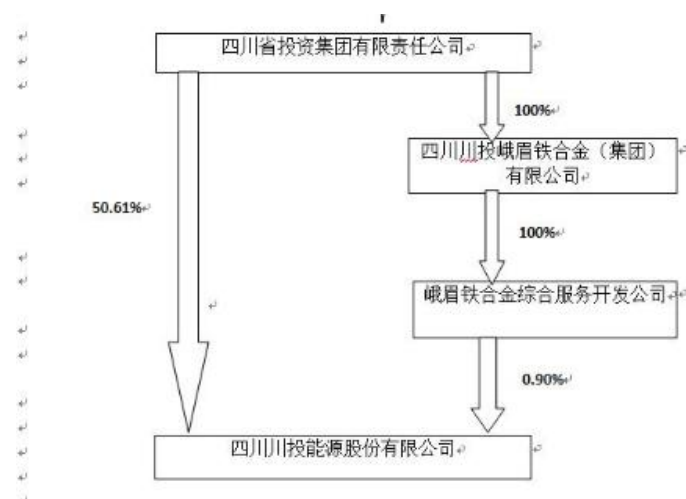 四川省投资集团有限责任公司
100%
四川川投峨眉铁合金（集团）
有限公司
50.61%
100%
峨眉铁合金综合服务开发公司
0.90%
四川川投能源股份有限公司